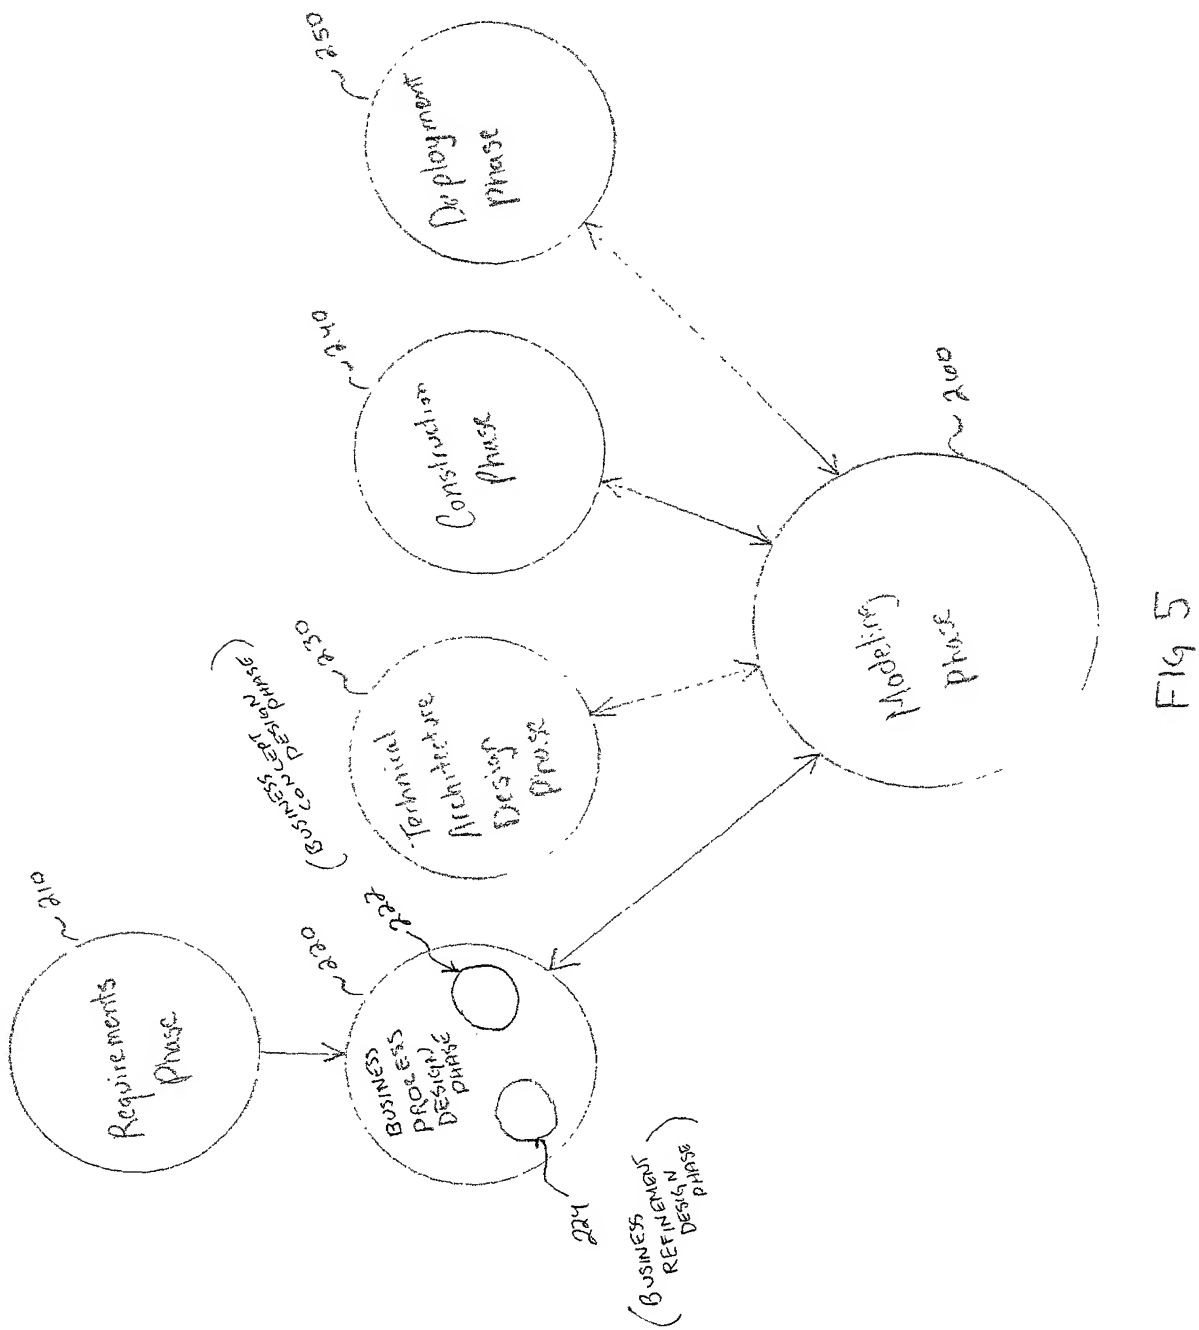 210
Requirements
Phase
220
BUSINESS
PROCESS
DESIGN
PHASE
222
(BUSINESS
CONCEPT
DESIGN
PHASE)
224
(BUSINESS
REFINEMENT
DESIGN
PHASE)
230
Technical
Architecture
Design
Phase
240
Construction
Phase
250
Deployment
Phase
2100
Modeling
Phase
FIG 5